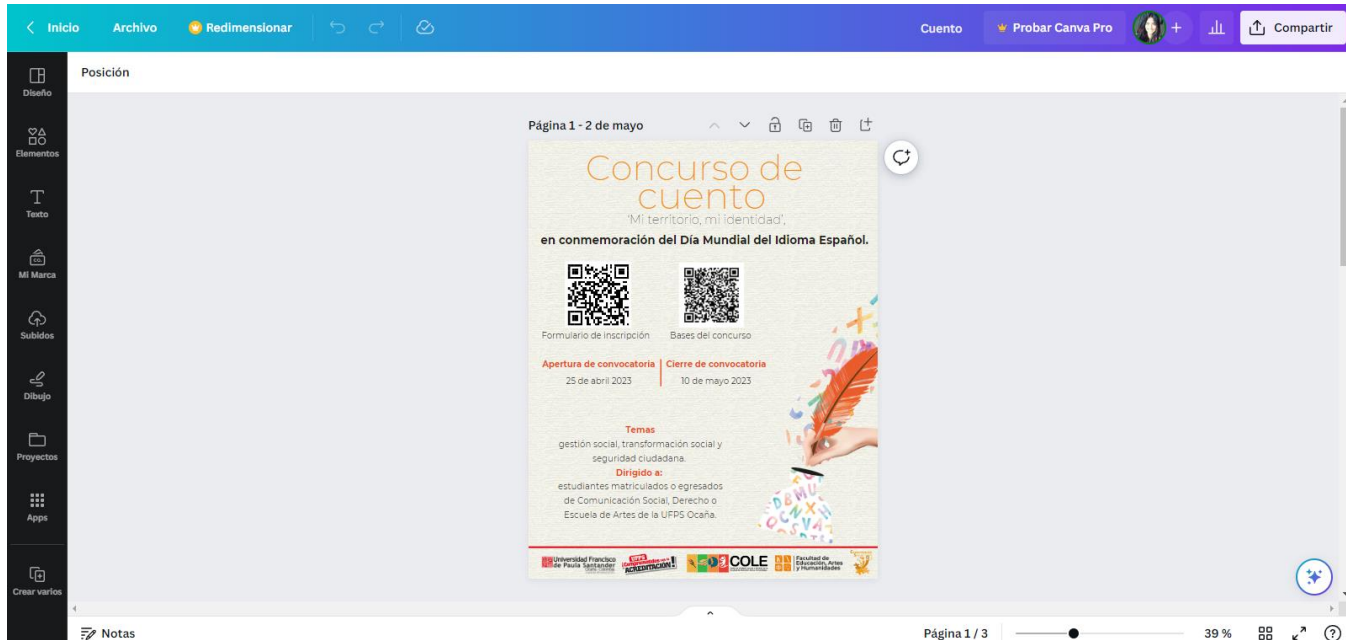 Inicio Archivo Redimensionar Cuento Probar Canva Pro + Compartir
Diseño
Elementos
Texto
Mi Marca
Subidos
Dibujo
Proyectos
Apps
Crear varios
Posición
Página 1 - 2 de mayo
Concurso de
cuento
'Mi territorio, mi identidad',
en conmemoración del Día Mundial del Idioma Español.
Formulario de inscripción Bases del concurso
Apertura de convocatoria Cierre de convocatoria
25 de abril 2023 10 de mayo 2023
Temas
gestión social, transformación social y
seguridad ciudadana.
Dirigido a:
estudiantes matriculados o egresados
de Comunicación Social, Derecho o
Escuela de Artes de la UFPS Ocaña.
Universidad Francisco
de Paula Santander
ACREDITACIÓN!
COLE
Facultad de
Educación, Artes
y Humanidades
Notas Página 1 / 3 39 %